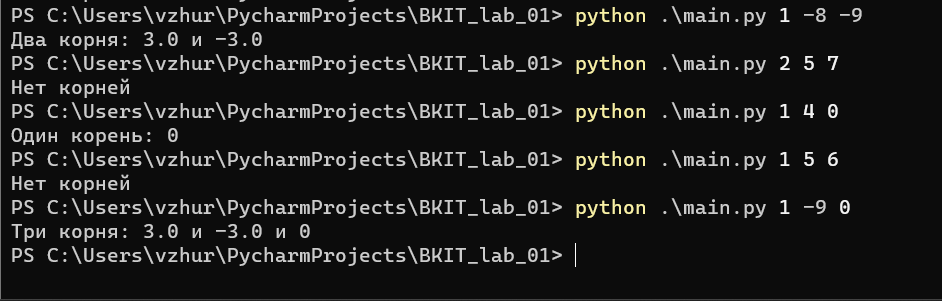 PS C:\Users\vzhur\PycharmProjects\BKIT_lab_01> python .\main.py 1 -8 -9
Два корня: 3.0 и -3.0
PS C:\Users\vzhur\PycharmProjects\BKIT_lab_01> python .\main.py 2 5 7
Нет корней
PS C:\Users\vzhur\PycharmProjects\BKIT_lab_01> python .\main.py 1 4 0
Один корень: 0
PS C:\Users\vzhur\PycharmProjects\BKIT_lab_01> python .\main.py 1 5 6
Нет корней
PS C:\Users\vzhur\PycharmProjects\BKIT_lab_01> python .\main.py 1 -9 0
Три корня: 3.0 и -3.0 и 0
PS C:\Users\vzhur\PycharmProjects\BKIT_lab_01>